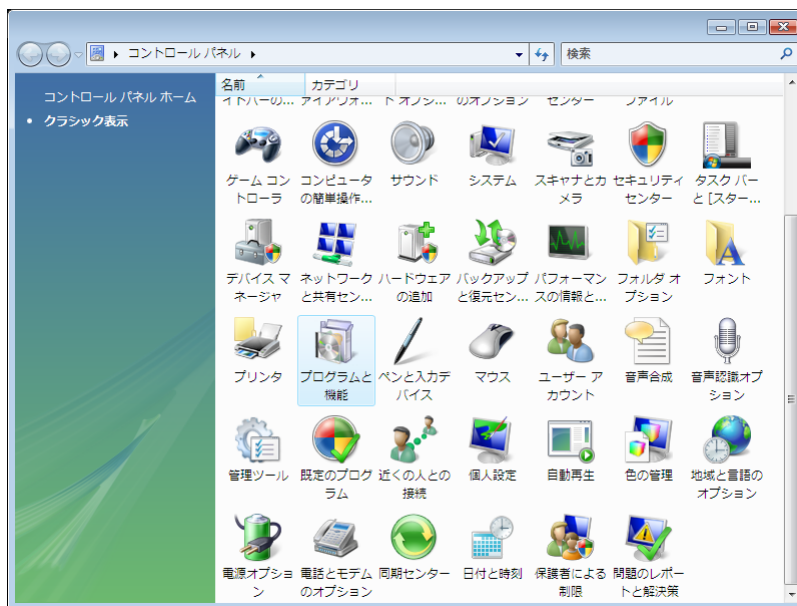 コントロール パネル
検索
コントロール パネル ホーム
クラシック表示
名前 カテゴリ
のオプション センター ファイル
ゲーム コン
トローラ
コンピュータ
の簡単操作...
サウンド
システム
スキャナとカ
メラ
セキュリティ
センター
タスク バー
と [スター...
デバイス マ
ネージャ
ネットワーク
と共有セン...
ハードウェア
の追加
バックアップ
と復元セン...
パフォーマン
スの情報と...
フォルダ オ
プション
フォント
プリンタ
プログラムと
機能
ペンと入力デ
バイス
マウス
ユーザー ア
カウント
音声合成
音声認識オプ
ション
管理ツール
既定のプログ
ラム
近くの人との
接続
個人設定
自動再生
色の管理
地域と言語の
オプション
電源オプショ
ン
電話とモデム
のオプション
同期センター
日付と時刻
保護者による
制限
問題のレポー
トと解決策